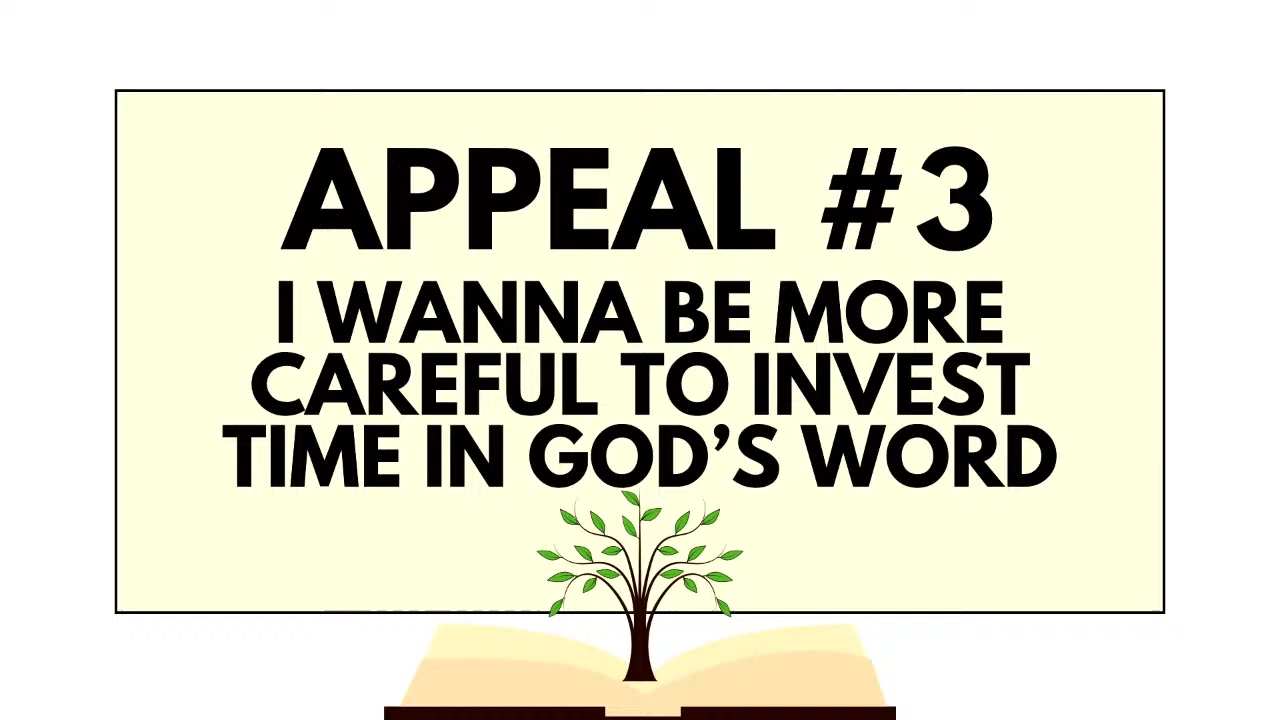 APPEAL #3
I WANNA BE MORE
CAREFUL TO INVEST
TIME IN GOD’S WORD